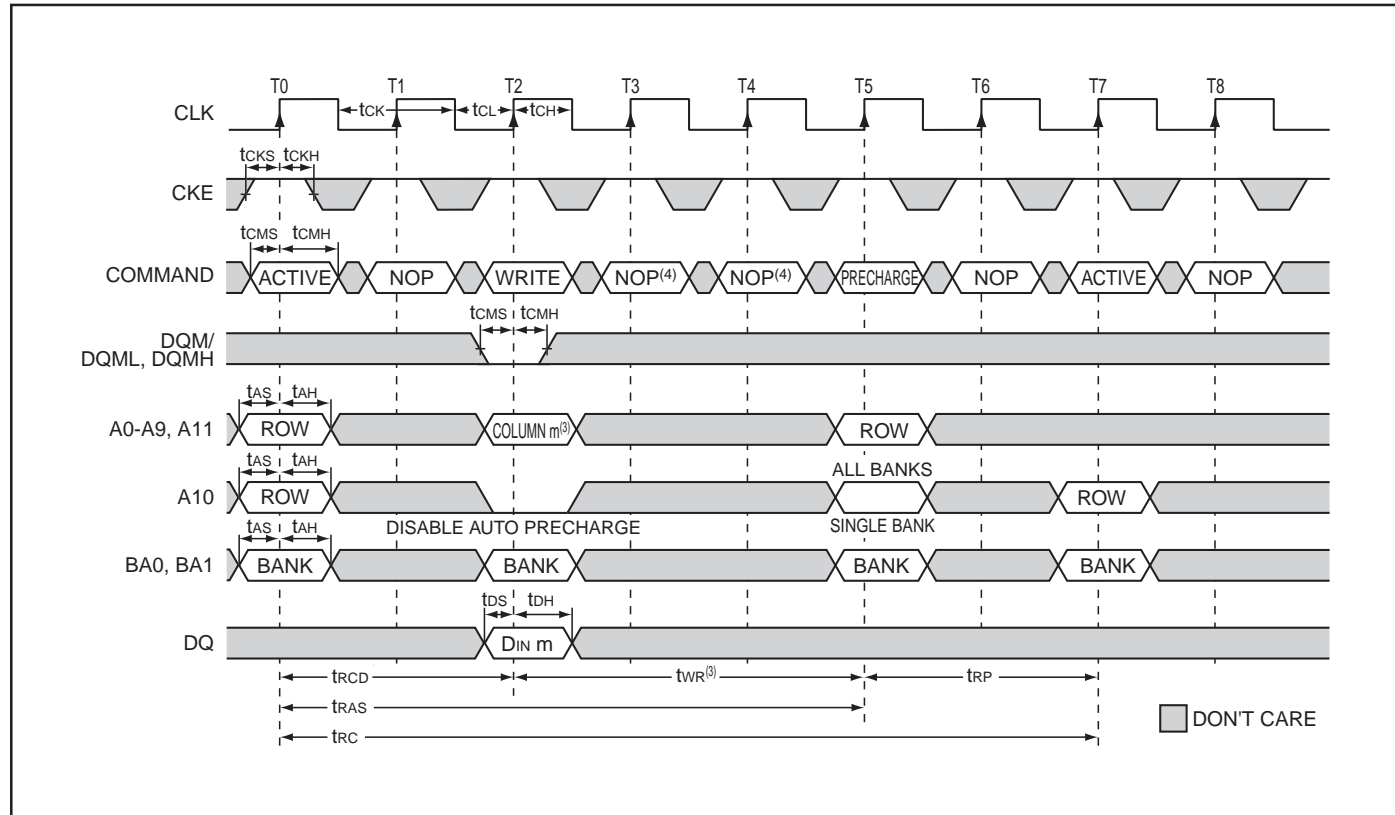 T0 T1 T2 T3 T4 T5 T6 T7 T8
CLK
tCK tCL tCH
tCKS tCKH
CKE
tCMS tCMH
COMMAND ACTIVE NOP WRITE NOP(4) NOP(4) PRECHARGE NOP ACTIVE NOP
tCMS tCMH
DQM/
DQML, DQMH
tAS tAH
A0-A9, A11 ROW COLUMN m(3) ROW
tAS tAH ALL BANKS
A10 ROW ROW
tAS tAH DISABLE AUTO PRECHARGE SINGLE BANK
BA0, BA1 BANK BANK BANK BANK
tDS tDH
DQ DIN m
tRCD tWR(3) tRP
tRAS
DON'T CARE
tRC